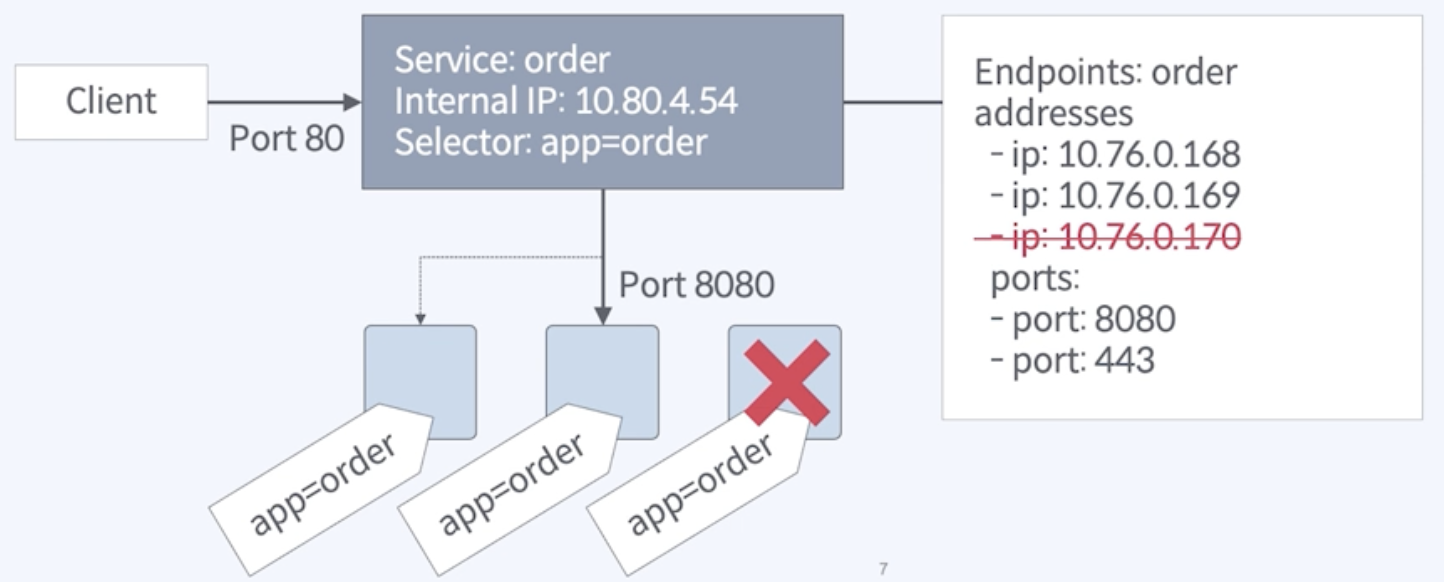 Client
Port 80
Service: order
Internal IP: 10.80.4.54
Selector: app=order
Endpoints: order
addresses
- ip: 10.76.0.168
- ip: 10.76.0.169
- ip: 10.76.0.170
ports:
- port: 8080
- port: 443
Port 8080
app=order
app=order
app=order
7